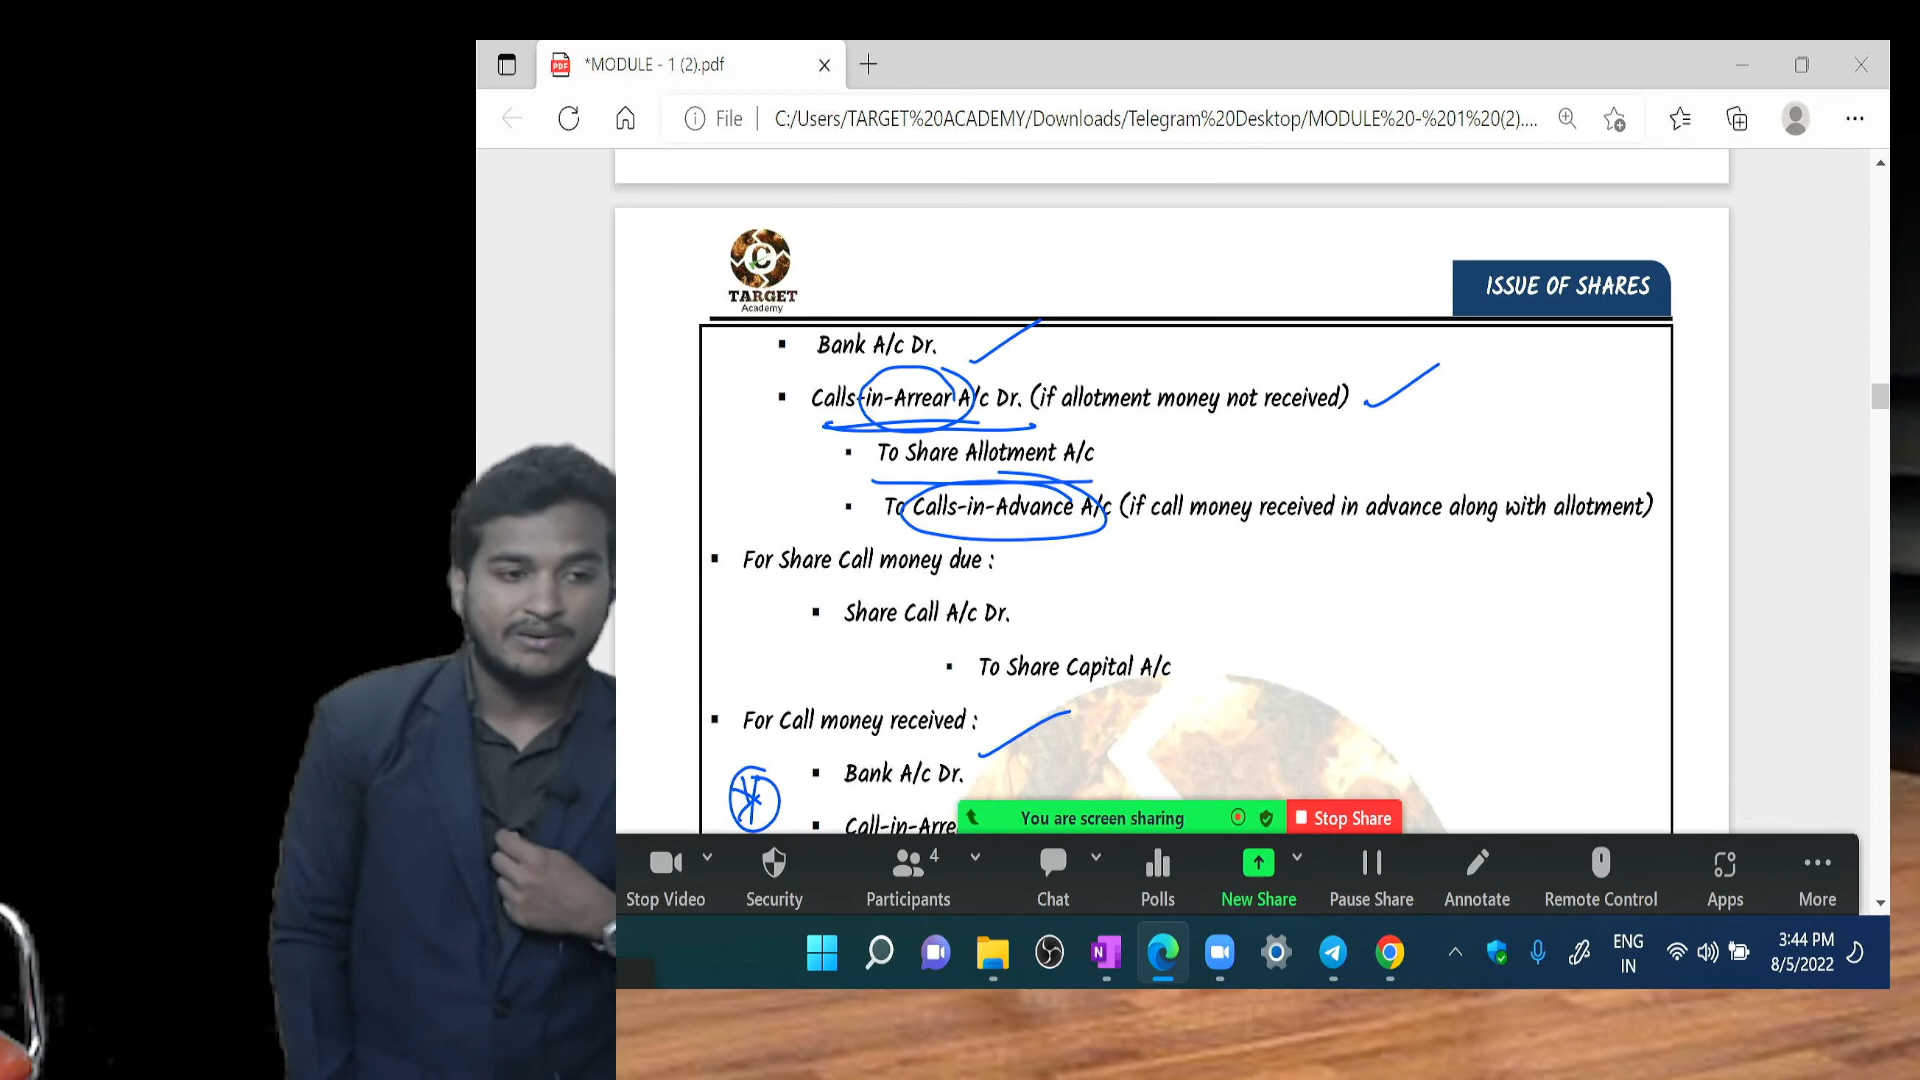 *MODULE - 1 (2).pdf
File
C:/Users/TARGET%20ACADEMY/Downloads/Telegram%20Desktop/MODULE%20-%201%20(2)....
TARGET
Academy
ISSUE OF SHARES
Bank A/c Dr.
Calls-in-Arrear A/c Dr. (if allotment money not received)
To Share Allotment A/c
To Calls-in-Advance A/c (if call money received in advance along with allotment)
For Share Call money due :
Share Call A/c Dr.
To Share Capital A/c
For Call money received :
Bank A/c Dr.
Call-in-Arre
You are screen sharing
Stop Share
4
Stop Video
Security
Participants
Chat
Polls
New Share
Pause Share
Annotate
Remote Control
Apps
More
ENG
IN
3:44 PM
8/5/2022